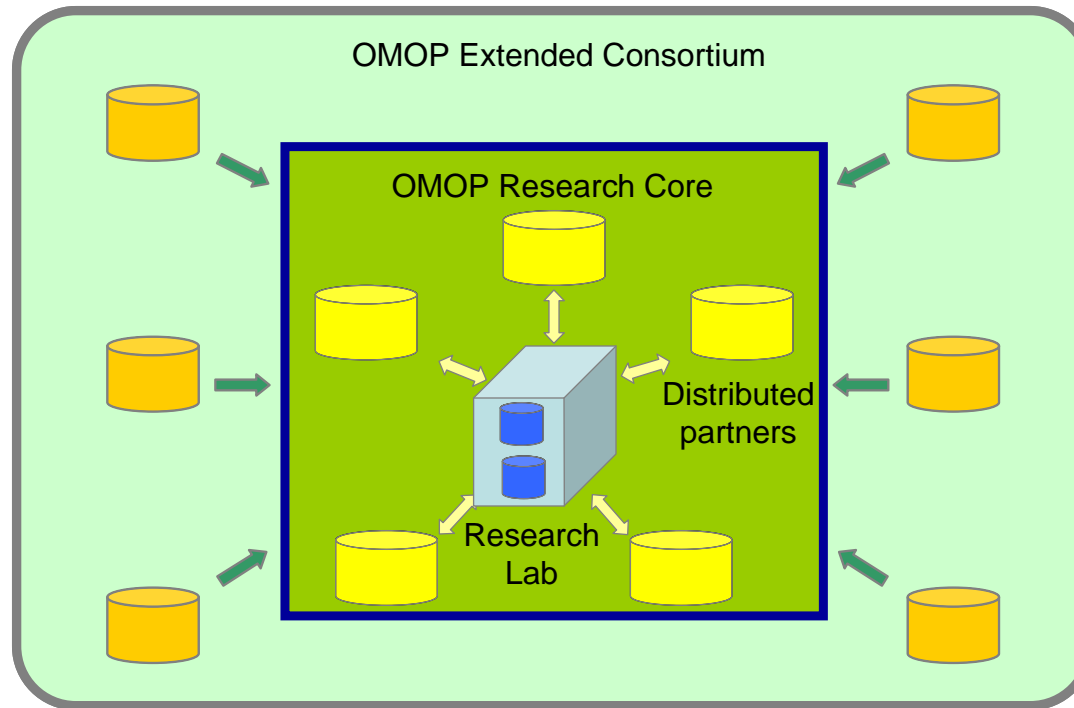 OMOP Extended Consortium
OMOP Research Core
Distributed
partners
Research
Lab